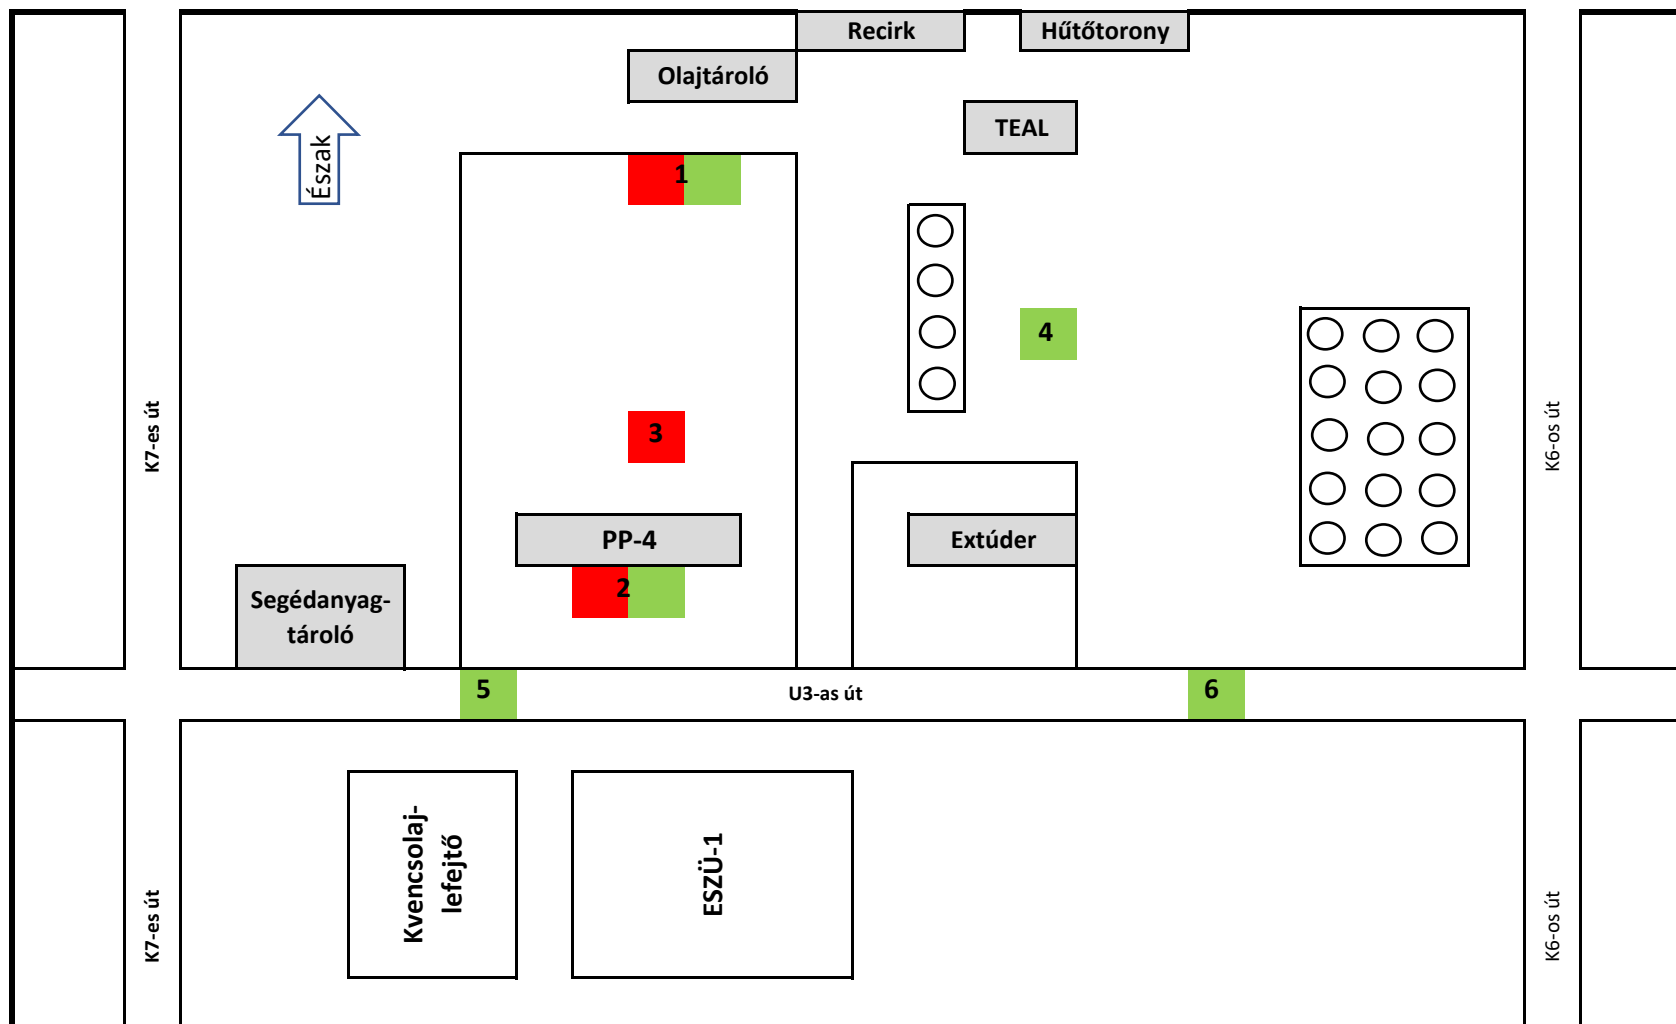 Recirk
Hűtőtorony
Olajtároló
TEAL
Észak
1
4
K7-es út
3
K6-os út
PP-4
Extúder
2
Segédanyag-
tároló
5
U3-as út
6
Kvencsolaj-
lefejtő
ESZÜ-1
K7-es út
K6-os út